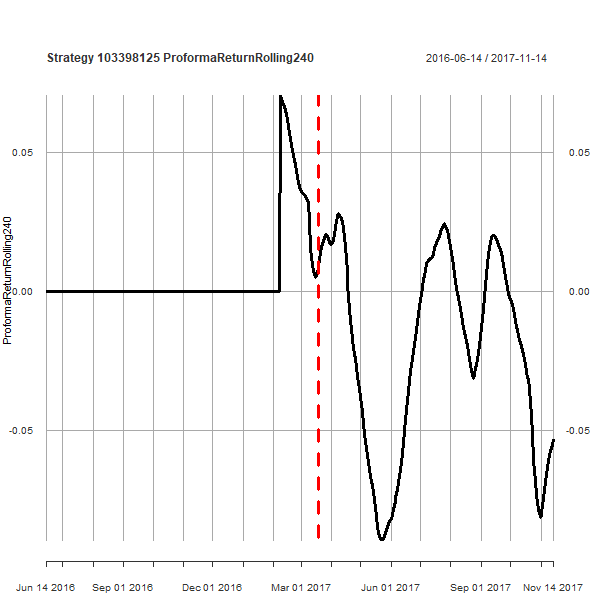 Strategy 103398125 ProformaReturnRolling240
2016-06-14 / 2017-11-14
0.05
0.05
0.00
0.00
-0.05
-0.05
ProformaReturnRolling240
Jun 14 2016
Sep 01 2016
Dec 01 2016
Mar 01 2017
Jun 01 2017
Sep 01 2017
Nov 14 2017